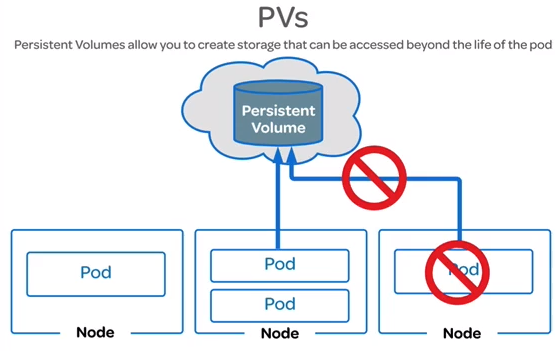 PVs
Persistent Volumes allow you to create storage that can be accessed beyond the life of the pod
Persistent
Volume
Pod
Pod
Pod
Pod
Node
Node
Node